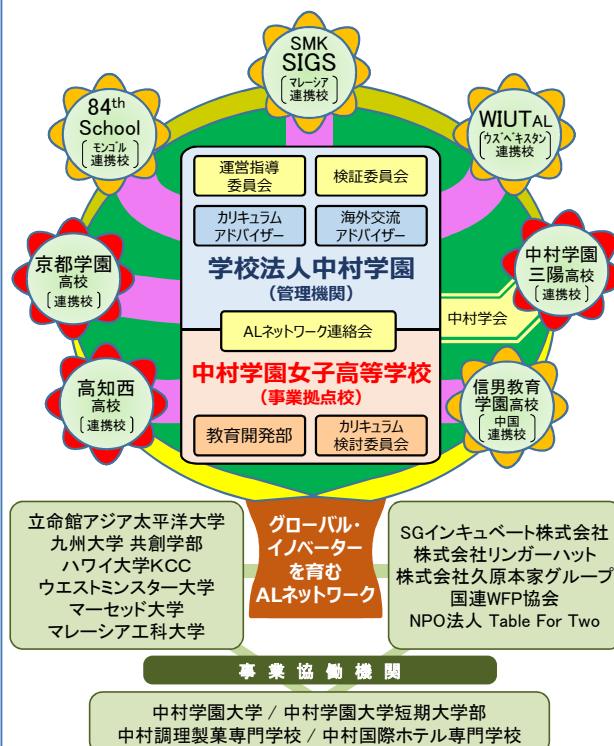 SMK
SIGS
マレーシア
連携校
84th
School
モンゴル
連携校
WIUT AL
ウズベキスタン
連携校
運営指導
委員会
検証委員会
カリキュラム
アドバイザー
海外交流
アドバイザー
学校法人中村学園
（管理機関）
京都学園
高校
連携校
中村学園
三陽高校
連携校
ALネットワーク連絡会
中村学会
中村学園女子高等学校
（事業拠点校）
教育開発部
カリキュラム
検討委員会
高知西
高校
連携校
信男教育
学園高校
中国
連携校
グローバル・
イノベーター
を育む
ALネットワーク
立命館アジア太平洋大学
九州大学 共創学部
ハワイ大学KCC
ウエストミンスター大学
マーセッド大学
マレーシア工科大学
SGインキュベート株式会社
株式会社リンガーハット
株式会社久原本家グループ
国連WFP協会
NPO法人 Table For Two
事業協働機関
中村学園大学 / 中村学園大学短期大学部
中村調理製菓専門学校 / 中村国際ホテル専門学校